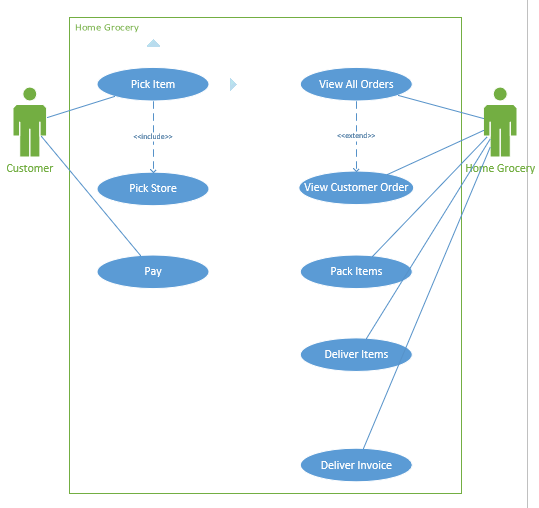 Home Grocery
Pick Item
View All Orders
<<include>>
<<extend>>
Customer
Home Grocery
Pick Store
View Customer Order
Pay
Pack Items
Deliver Items
Deliver Invoice